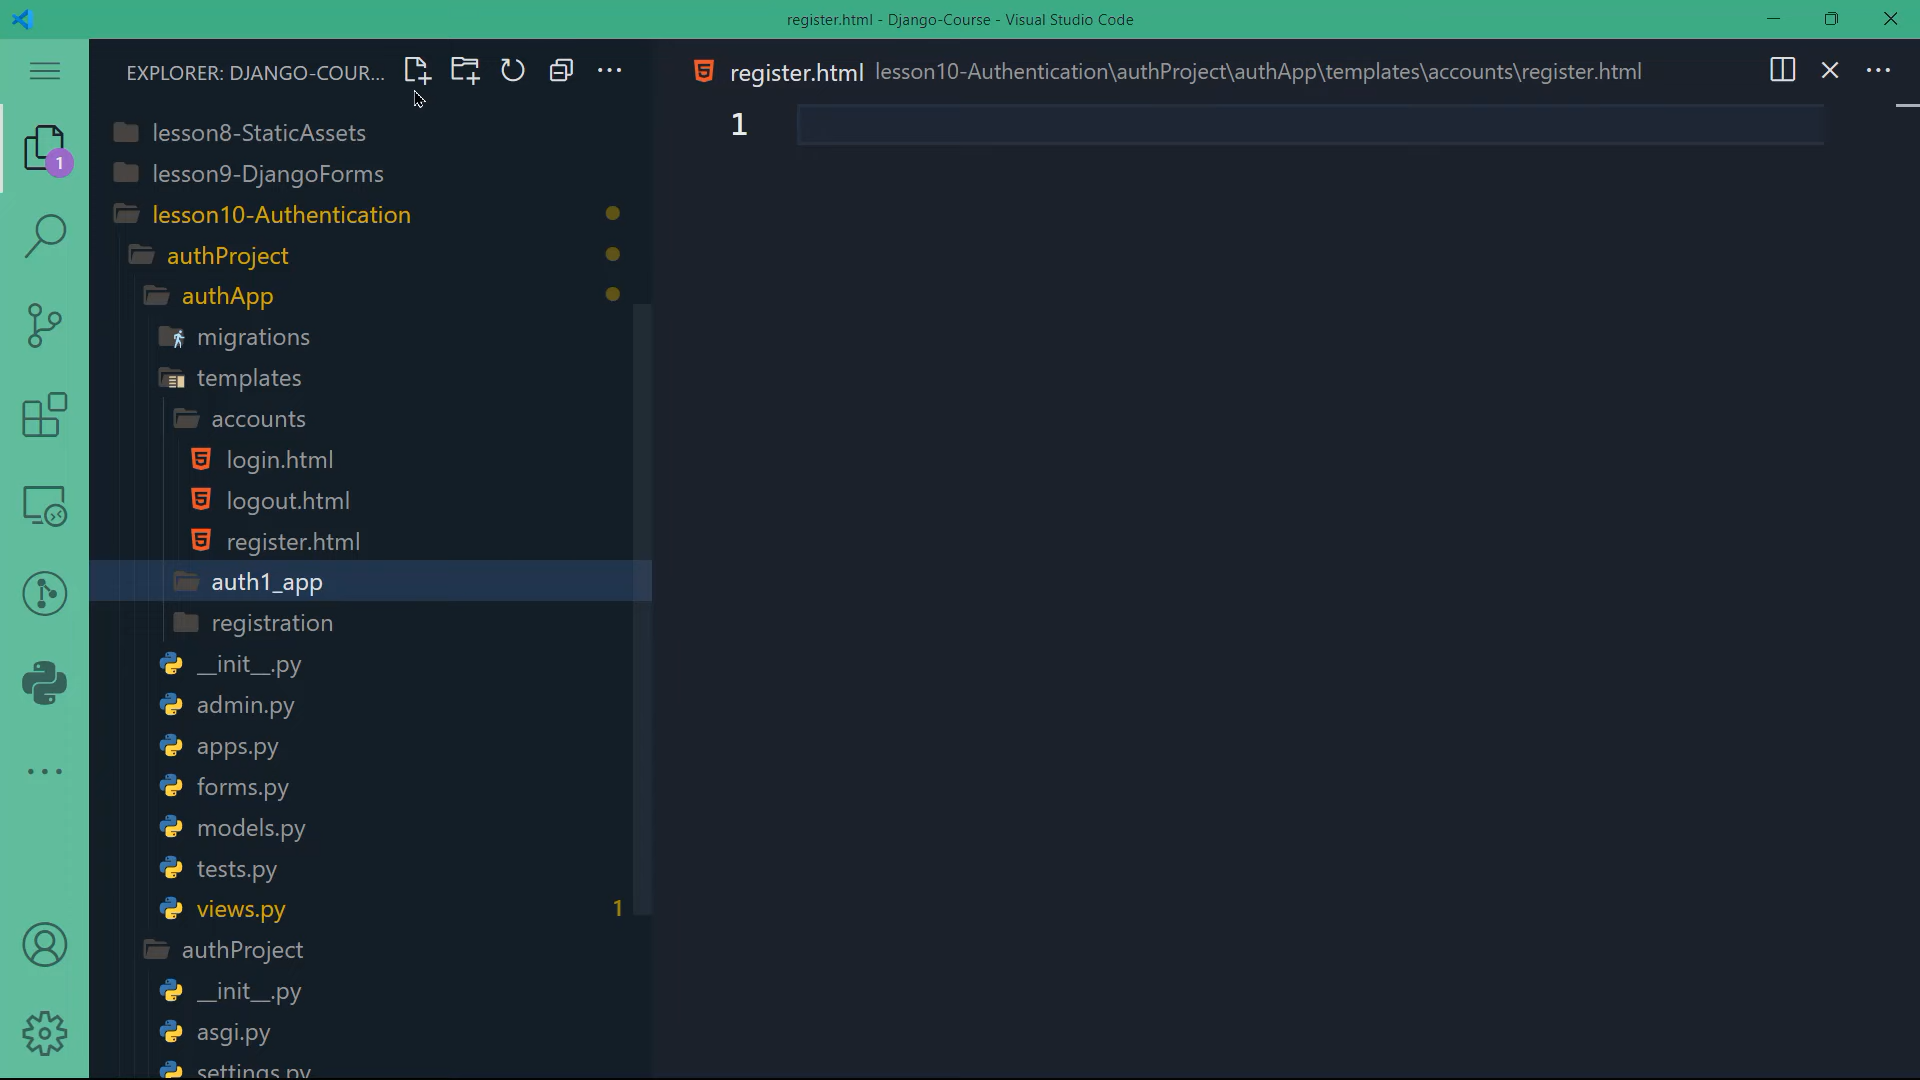 register.html - Django-Course - Visual Studio Code
EXPLORER: DJANGO-COUR...
register.html lesson10-Authentication\authProject\authApp\templates\accounts\register.html
1
1
lesson8-StaticAssets
lesson9-DjangoForms
lesson10-Authentication
authProject
authApp
migrations
templates
accounts
login.html
logout.html
register.html
auth1_app
registration
__init__.py
admin.py
apps.py
forms.py
models.py
tests.py
views.py 1
authProject
__init__.py
asgi.py
settings.py